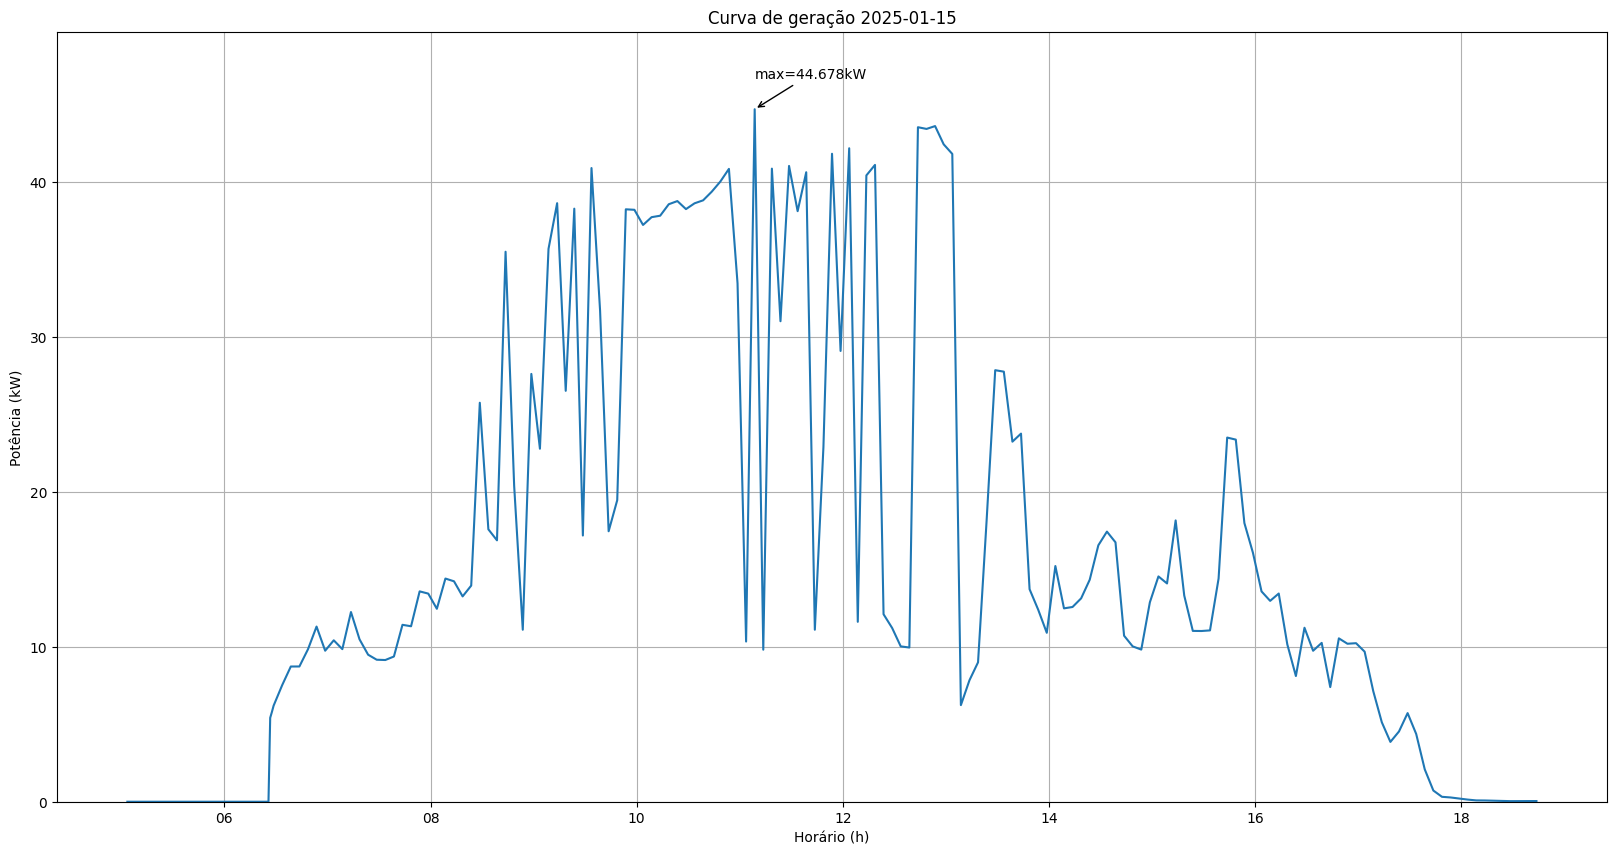 Curva de geração 2025-01-15
max=44.678kW
Potência (kW)
40
30
20
10
0
06 08 10 12 14 16 18
Horário (h)